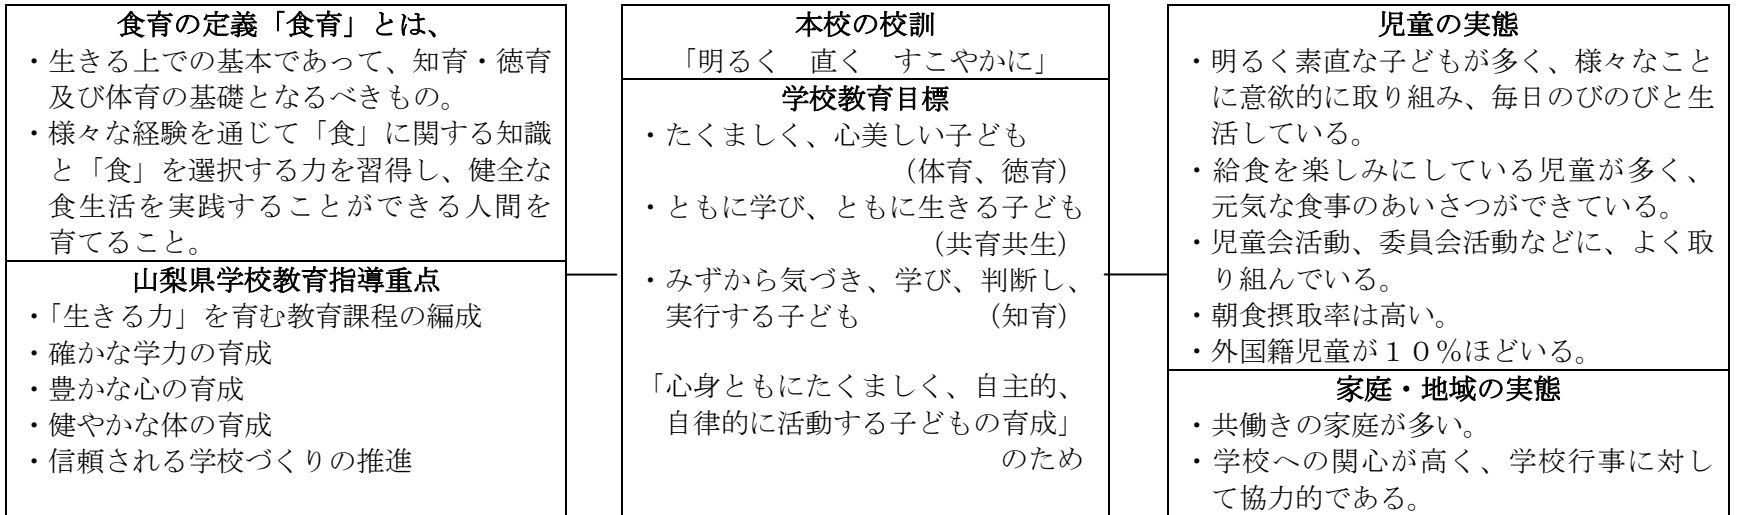 食育の定義「食育」とは、
・生きる上での基本であって、知育・徳育
及び体育の基礎となるべきもの。
・様々な経験を通じて「食」に関する知識
と「食」を選択する力を習得し、健全な
食生活を実践することができる人間を
育てること。
山梨県学校教育指導重点
・「生きる力」を育む教育課程の編成
・確かな学力の育成
・豊かな心の育成
・健やかな体の育成
・信頼される学校づくりの推進
本校の校訓
「明るく　直く　すこやかに」
学校教育目標
・たくましく、心美しい子ども
（体育、徳育）
・ともに学び、ともに生きる子ども
（共育共生）
・みずから気づき、学び、判断し、
実行する子ども　　　　（知育）
「心身ともにたくましく、自主的、
自律的に活動する子どもの育成」
のため
児童の実態
・明るく素直な子どもが多く、様々なこと
に意欲的に取り組み、毎日のびのびと生
活している。
・給食を楽しみにしている児童が多く、
元気な食事のあいさつができている。
・児童会活動、委員会活動などに、よく取
り組んでいる。
・朝食摂取率は高い。
・外国籍児童が１０％ほどいる。
家庭・地域の実態
・共働きの家庭が多い。
・学校への関心が高く、学校行事に対し
て協力的である。